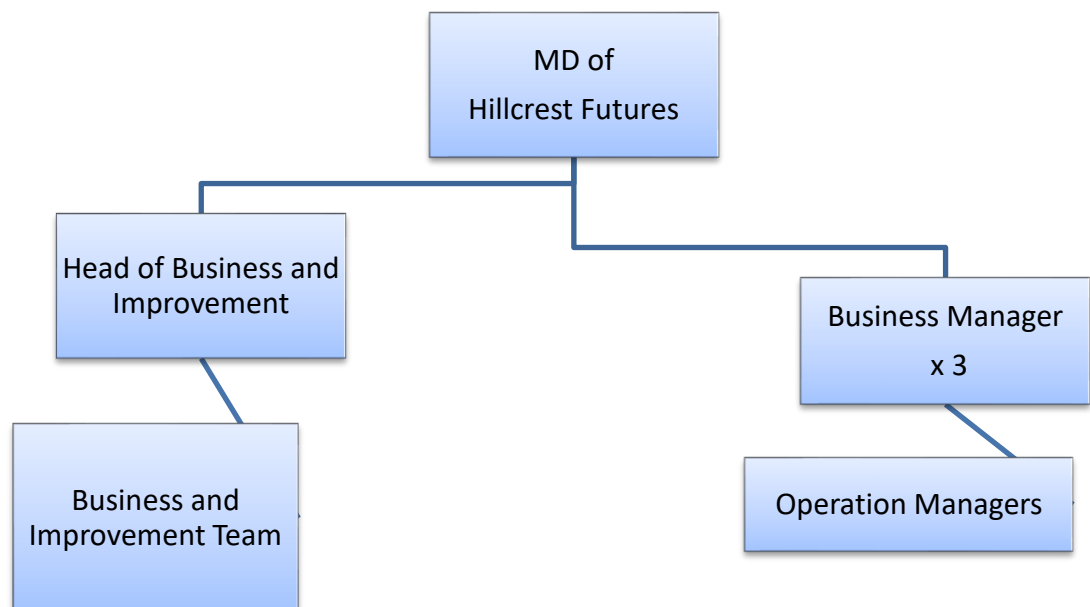 MD of
Hillcrest Futures
Head of Business and
Improvement
Business Manager
x 3
Business and
Improvement Team
Operation Managers